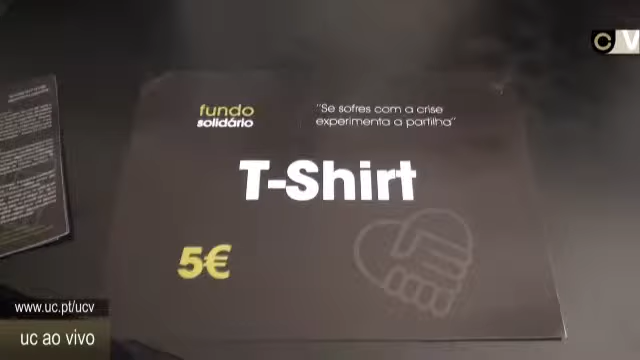 C V
fundo
solidário
"Se sofres com a crise
experimenta a partilha"
T-Shirt
5€
www.uc.pt/ucv
uc ao vivo